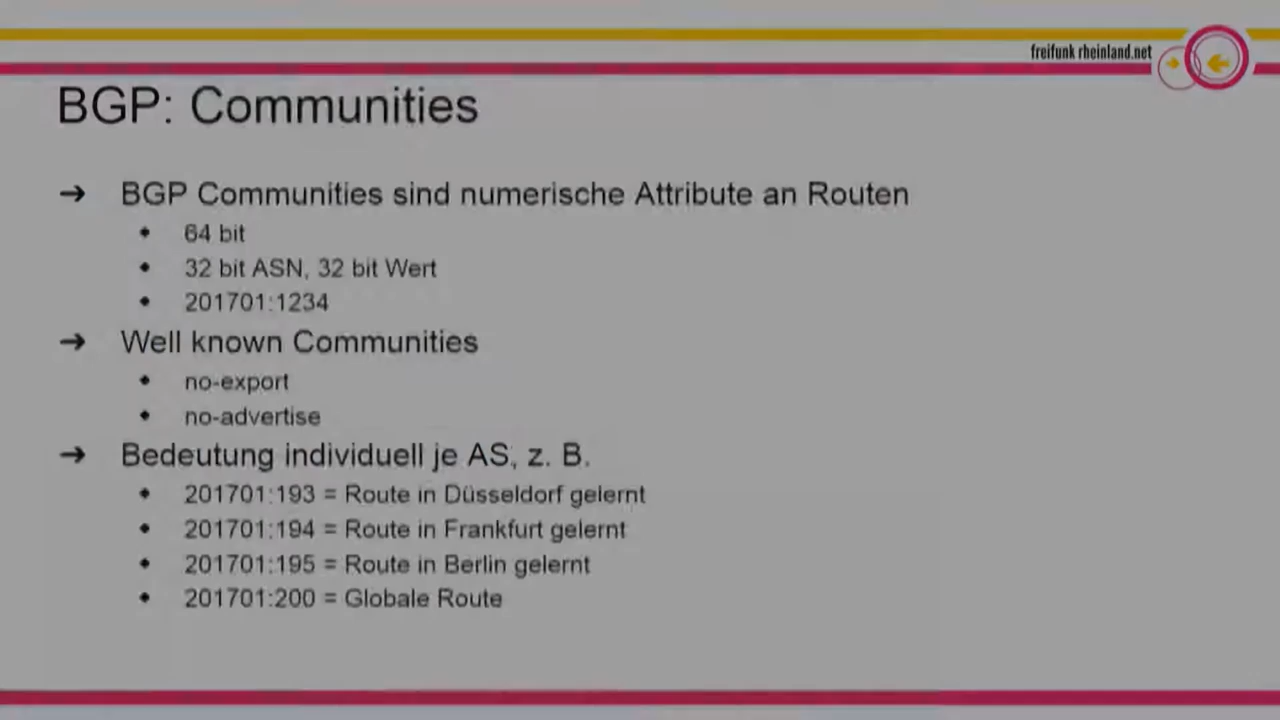 freifunk rheinland.net
BGP: Communities
➔ BGP Communities sind numerische Attribute an Routen
• 64 bit
• 32 bit ASN, 32 bit Wert
• 201701:1234
➔ Well known Communities
• no-export
• no-advertise
➔ Bedeutung individuell je AS, z. B.
• 201701:193 = Route in Düsseldorf gelernt
• 201701:194 = Route in Frankfurt gelernt
• 201701:195 = Route in Berlin gelernt
• 201701:200 = Globale Route